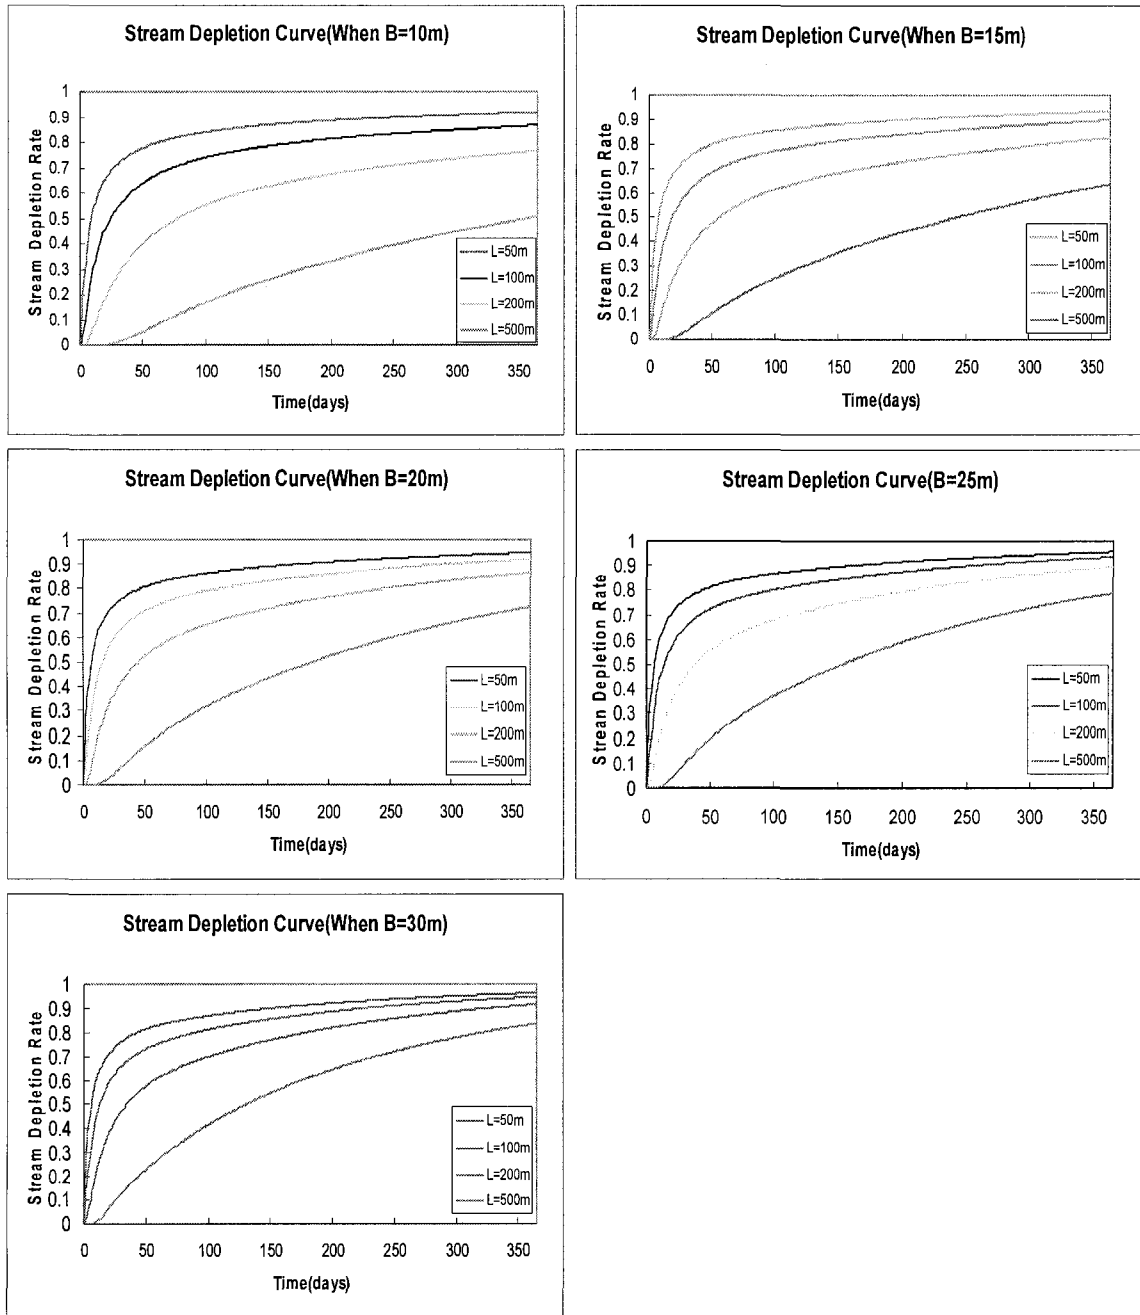 Stream Depletion Curve(When B=10m)
Stream Depletion Rate
1
0.9
0.8
0.7
0.6
0.5
0.4
0.3
0.2
0.1
0
L=50m
L=100m
L=200m
L=500m
0 50 100 150 200 250 300 350
Time(days)
Stream Depletion Curve(When B=15m)
Stream Depletion Rate
1
0.9
0.8
0.7
0.6
0.5
0.4
0.3
0.2
0.1
0
L=50m
L=100m
L=200m
L=500m
0 50 100 150 200 250 300 350
Time(days)
Stream Depletion Curve(When B=20m)
Stream Depletion Rate
1
0.9
0.8
0.7
0.6
0.5
0.4
0.3
0.2
0.1
0
L=50m
L=100m
L=200m
L=500m
0 50 100 150 200 250 300 350
Time(days)
Stream Depletion Curve(B=25m)
Strean Depletion Rate
1
0.9
0.8
0.7
0.6
0.5
0.4
0.3
0.2
0.1
0
L=50m
L=100m
L=200m
L=500m
0 50 100 150 200 250 300 350
Time(days)
Stream Depletion Curve(When B=30m)
Stream Depletion Rate
1
0.9
0.8
0.7
0.6
0.5
0.4
0.3
0.2
0.1
0
L=50m
L=100m
L=200m
L=500m
0 50 100 150 200 250 300 350
Time(days)